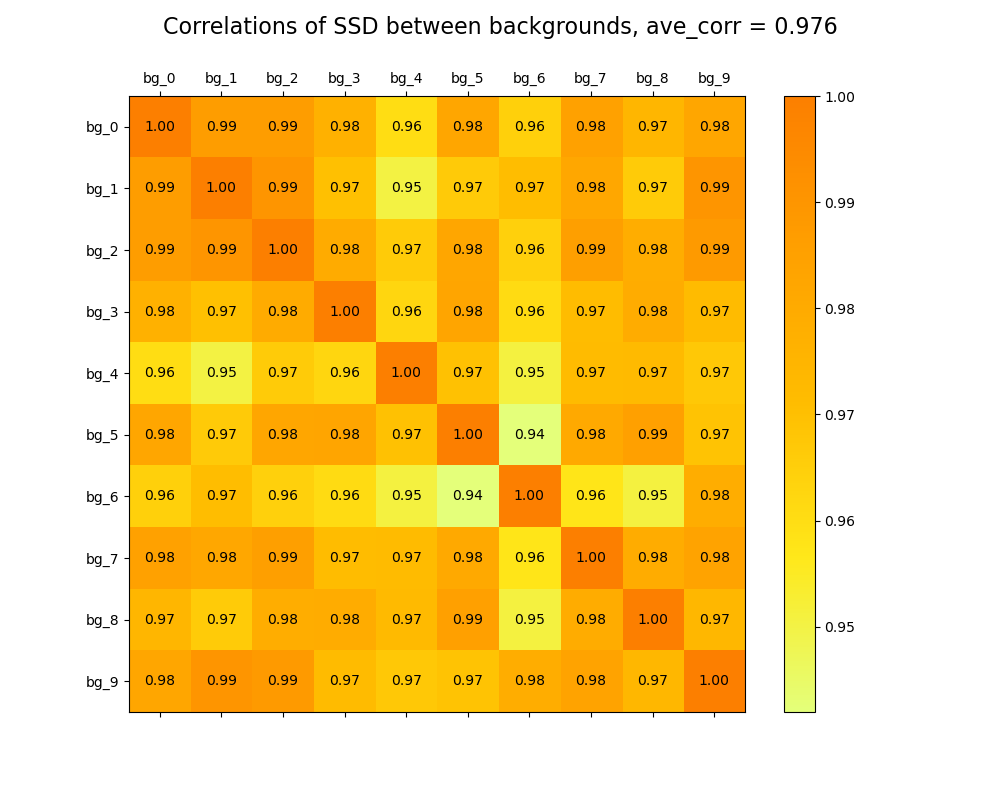 Correlations of SSD between backgrounds, ave_corr = 0.976
bg_0 bg_1 bg_2 bg_3 bg_4 bg_5 bg_6 bg_7 bg_8 bg_9
bg_0 1.00 0.99 0.99 0.98 0.96 0.98 0.96 0.98 0.97 0.98
bg_1 0.99 1.00 0.99 0.97 0.95 0.97 0.97 0.98 0.97 0.99
bg_2 0.99 0.99 1.00 0.98 0.97 0.98 0.96 0.99 0.98 0.99
bg_3 0.98 0.97 0.98 1.00 0.96 0.98 0.96 0.97 0.98 0.97
bg_4 0.96 0.95 0.97 0.96 1.00 0.97 0.95 0.97 0.97 0.97
bg_5 0.98 0.97 0.98 0.98 0.97 1.00 0.94 0.98 0.99 0.97
bg_6 0.96 0.97 0.96 0.96 0.95 0.94 1.00 0.96 0.95 0.98
bg_7 0.98 0.98 0.99 0.97 0.97 0.98 0.96 1.00 0.98 0.98
bg_8 0.97 0.97 0.98 0.98 0.97 0.99 0.95 0.98 1.00 0.97
bg_9 0.98 0.99 0.99 0.97 0.97 0.97 0.98 0.98 0.97 1.00
1.00
0.99
0.98
0.97
0.96
0.95